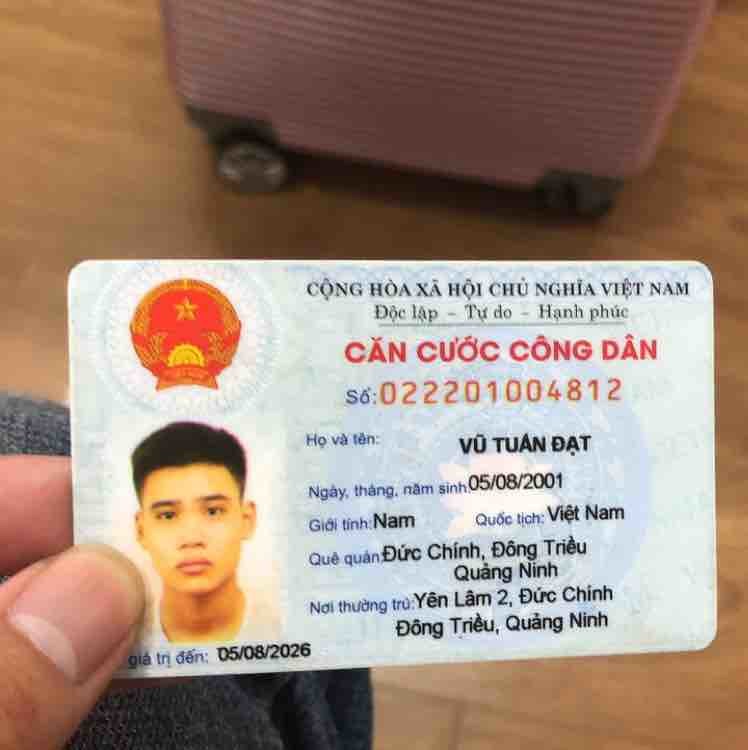 CỘNG HÒA XÃ HỘI CHỦ NGHĨA VIỆT NAM
Độc lập - Tự do - Hạnh phúc
CĂN CƯỚC CÔNG DÂN
Số: 022201004812
Họ và tên: VŨ TUẤN ĐẠT
Ngày, tháng, năm sinh: 05/08/2001
Giới tính: Nam Quốc tịch: Việt Nam
Quê quán: Đức Chính, Đông Triều
Quảng Ninh
Nơi thường trú: Yên Lâm 2, Đức Chính
Đông Triều, Quảng Ninh
giá trị đến: 05/08/2026